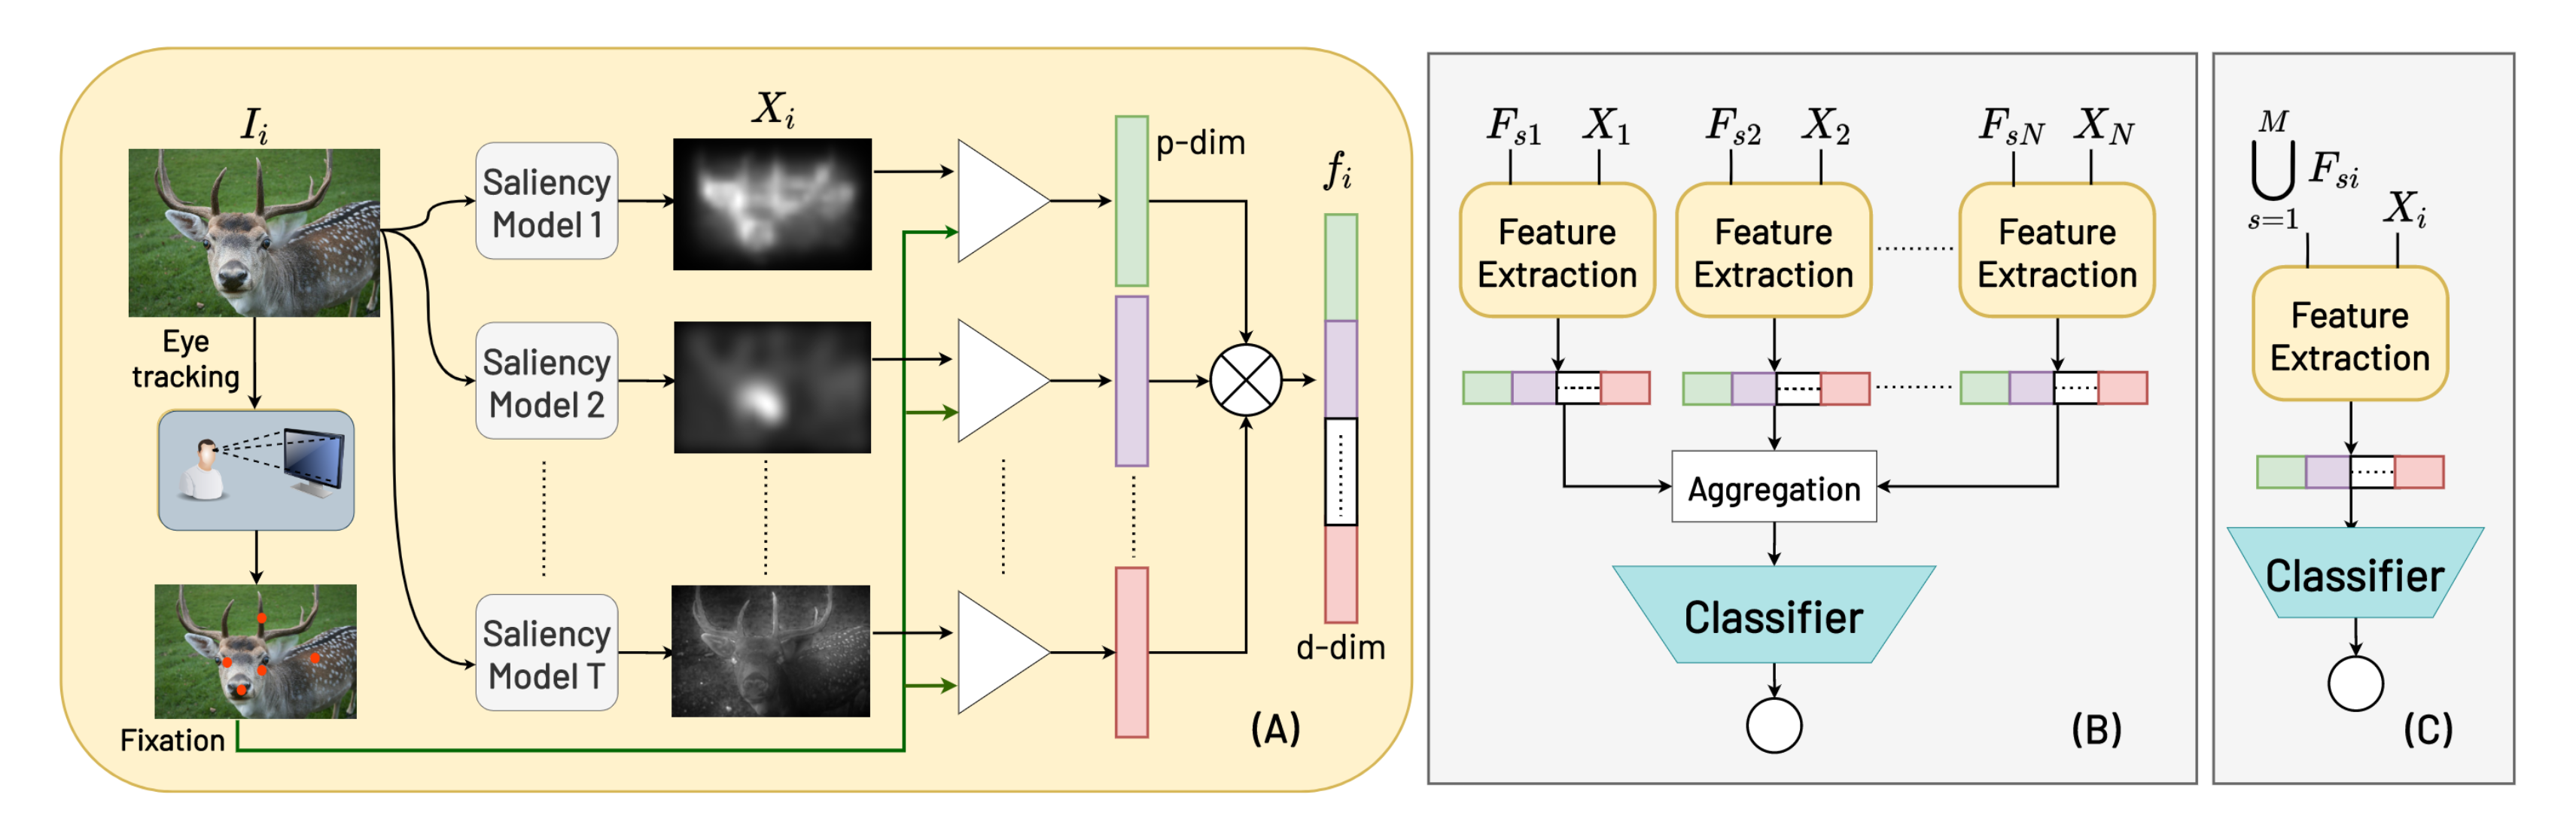 I_i
Eye
tracking
Fixation
Saliency
Model 1
Saliency
Model 2
Saliency
Model T
X_i
p-dim
f_i
d-dim
(A)
F_{s1} X_1
F_{s2} X_2
F_{sN} X_N
Feature
Extraction
Feature
Extraction
Feature
Extraction
Aggregation
Classifier
(B)
M
⋃ F_{si}
s=1
X_i
Feature
Extraction
Classifier
(C)